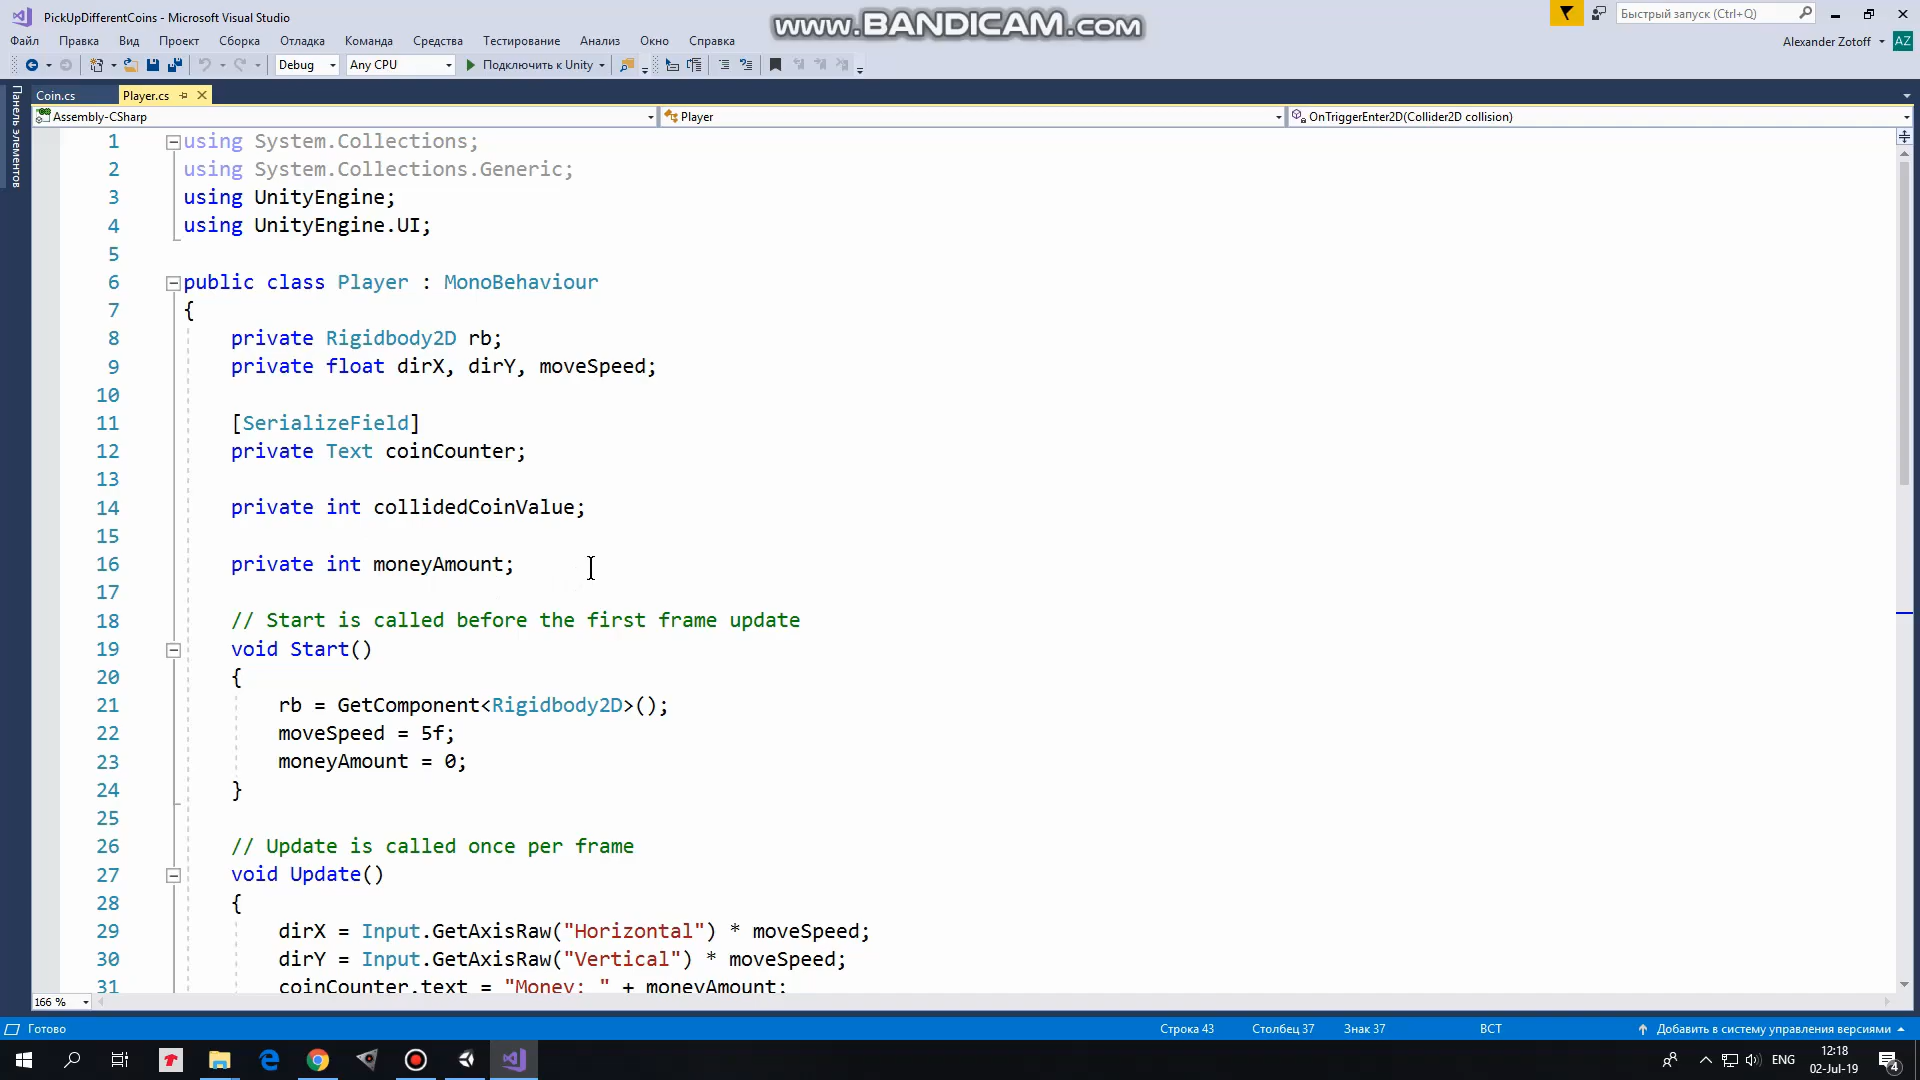 PickUpDifferentCoins - Microsoft Visual Studio
www.BANDICAM.com
Быстрый запуск (Ctrl+Q)
Файл Правка Вид Проект Сборка Отладка Команда Средства Тестирование Анализ Окно Справка
Alexander Zotoff AZ
Debug Any CPU Подключить к Unity
Панель элементов
Coin.cs Player.cs
Assembly-CSharp Player OnTriggerEnter2D(Collider2D collision)
1 using System.Collections;
2 using System.Collections.Generic;
3 using UnityEngine;
4 using UnityEngine.UI;
5
6 public class Player : MonoBehaviour
7 {
8 private Rigidbody2D rb;
9 private float dirX, dirY, moveSpeed;
10
11 [SerializeField]
12 private Text coinCounter;
13
14 private int collidedCoinValue;
15
16 private int moneyAmount;
17
18 // Start is called before the first frame update
19 void Start()
20 {
21 rb = GetComponent<Rigidbody2D>();
22 moveSpeed = 5f;
23 moneyAmount = 0;
24 }
25
26 // Update is called once per frame
27 void Update()
28 {
29 dirX = Input.GetAxisRaw("Horizontal") * moveSpeed;
30 dirY = Input.GetAxisRaw("Vertical") * moveSpeed;
31 coinCounter.text = "Money: " + moneyAmount;
166 %
Готово Строка 43 Столбец 37 Знак 37 ВСТ Добавить в систему управления версиями
ENG 12:18
02-Jul-19
4